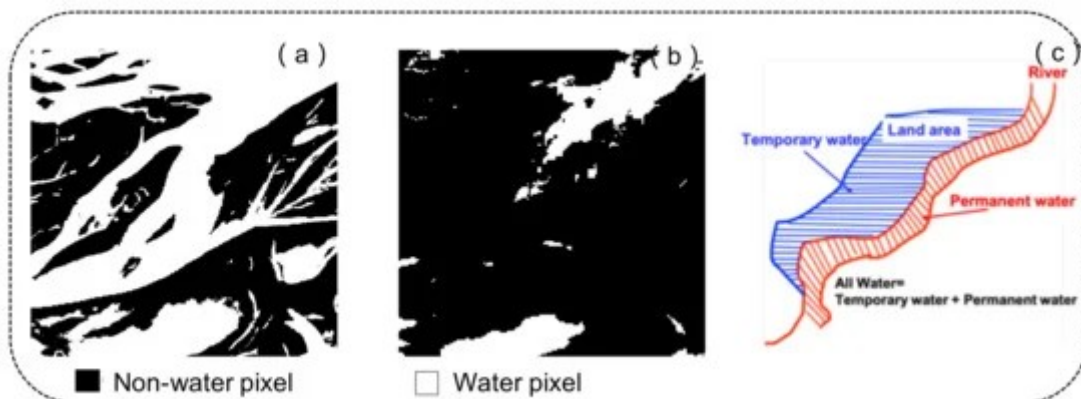 ( a )
( b )
( c )
River
Land area
Temporary water
Permanent water
All Water=
Temporary water + Permanent water
Non-water pixel
Water pixel